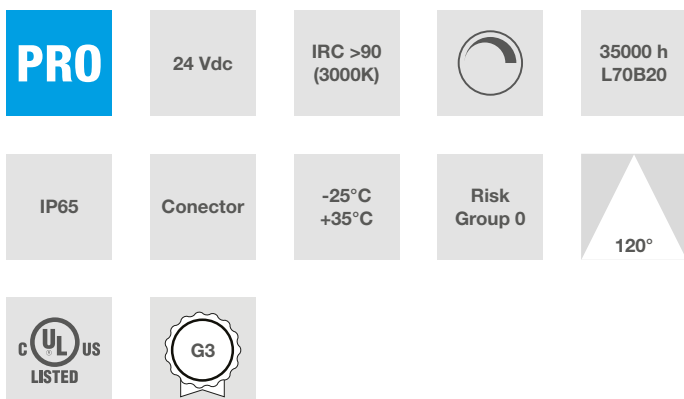 PRO
24 Vdc
IRC >90
(3000K)
35000 h
L70B20
IP65
Conector
-25°C
+35°C
Risk
Group 0
120°
C UL® US
LISTED
G3